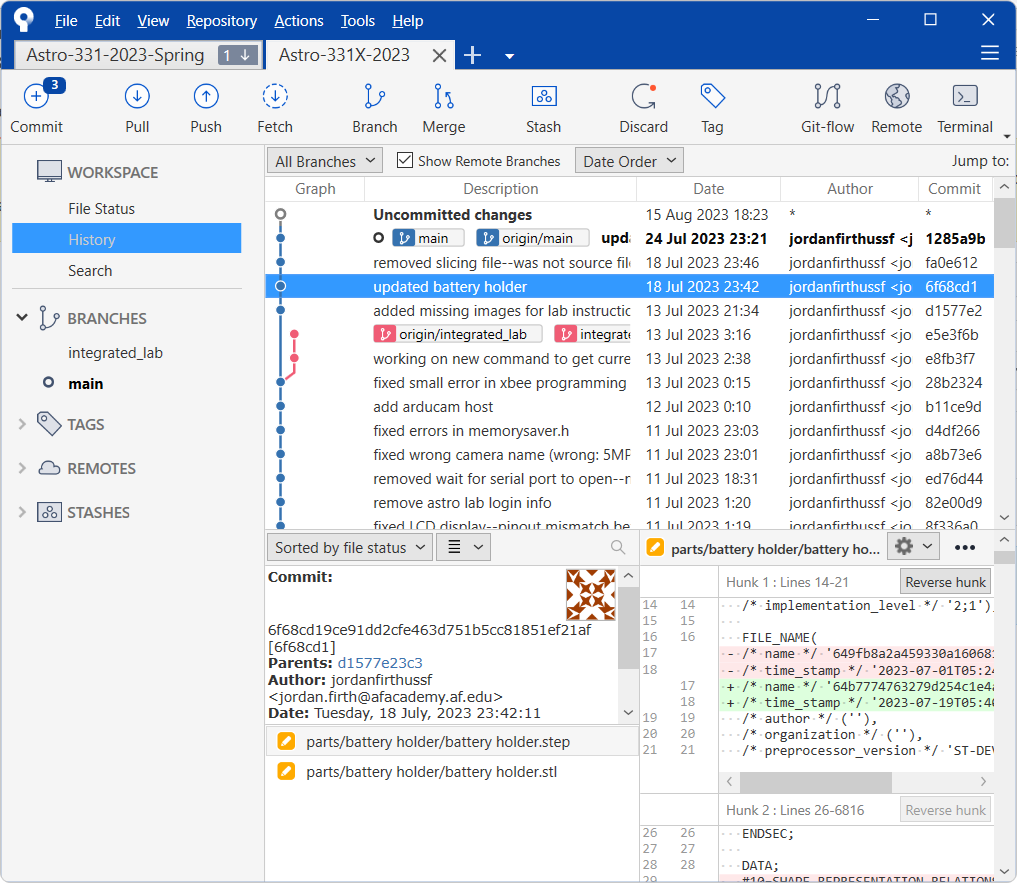 File Edit View Repository Actions Tools Help
Astro-331-2023-Spring 1 Astro-331X-2023
3
Commit Pull Push Fetch Branch Merge Stash Discard Tag Git-flow Remote Terminal
All Branches Show Remote Branches Date Order Jump to:
WORKSPACE
File Status
History
Search
BRANCHES
integrated_lab
main
TAGS
REMOTES
STASHES
Graph Description Date Author Commit
Uncommitted changes 15 Aug 2023 18:23 * *
main origin/main upda 24 Jul 2023 23:21 jordanfirthussf <j 1285a9b
removed slicing file--was not source file 18 Jul 2023 23:46 jordanfirthussf <jo fa0e612
updated battery holder 18 Jul 2023 23:42 jordanfirthussf <jo 6f68cd1
added missing images for lab instructic 13 Jul 2023 21:34 jordanfirthussf <jo d1577e2
origin/integrated_lab integrate 13 Jul 2023 3:16 jordanfirthussf <jo e5e3f6b
working on new command to get curre 13 Jul 2023 2:38 jordanfirthussf <jo e8fb3f7
fixed small error in xbee programming 13 Jul 2023 0:15 jordanfirthussf <jo 28b2324
add arducam host 12 Jul 2023 0:10 jordanfirthussf <jo b11ce9d
fixed errors in memorysaver.h 11 Jul 2023 23:03 jordanfirthussf <jo d4df266
fixed wrong camera name (wrong: 5MP 11 Jul 2023 23:01 jordanfirthussf <jo a8b73e6
removed wait for serial port to open--n 11 Jul 2023 18:31 jordanfirthussf <jo ed76d44
remove astro lab login info 11 Jul 2023 1:20 jordanfirthussf <jo 82e00d9
fixed LCD display--pinout mismatch be 11 Jul 2023 1:19 jordanfirthussf <jo 8f336a0
Sorted by file status
Commit:
6f68cd19ce91dd2cfe463d751b5cc81851ef21af
[6f68cd1]
Parents: d1577e23c3
Author: jordanfirthussf
<jordan.firth@afacademy.af.edu>
Date: Tuesday, 18 July, 2023 23:42:11
parts/battery holder/battery holder.step
parts/battery holder/battery holder.stl
parts/battery holder/battery ho...
Hunk 1 : Lines 14-21 Reverse hunk
14 14 /* implementation_level */ '2;1')
15 15
16 16 FILE_NAME(
17 - /* name */ '649fb8a2a459330a16068
18 - /* time_stamp */ '2023-07-01T05:24
17 + /* name */ '64b7774763279d254c1e4a
18 + /* time_stamp */ '2023-07-19T05:40
19 19 /* author */ (''),
20 20 /* organization */ (''),
21 21 /* preprocessor_version */ 'ST-DEV
Hunk 2 : Lines 26-6816 Reverse hunk
26 26 ENDSEC;
27 27
28 28 DATA;
29 #10=SHAPE_REPRESENTATION_RELATIONS